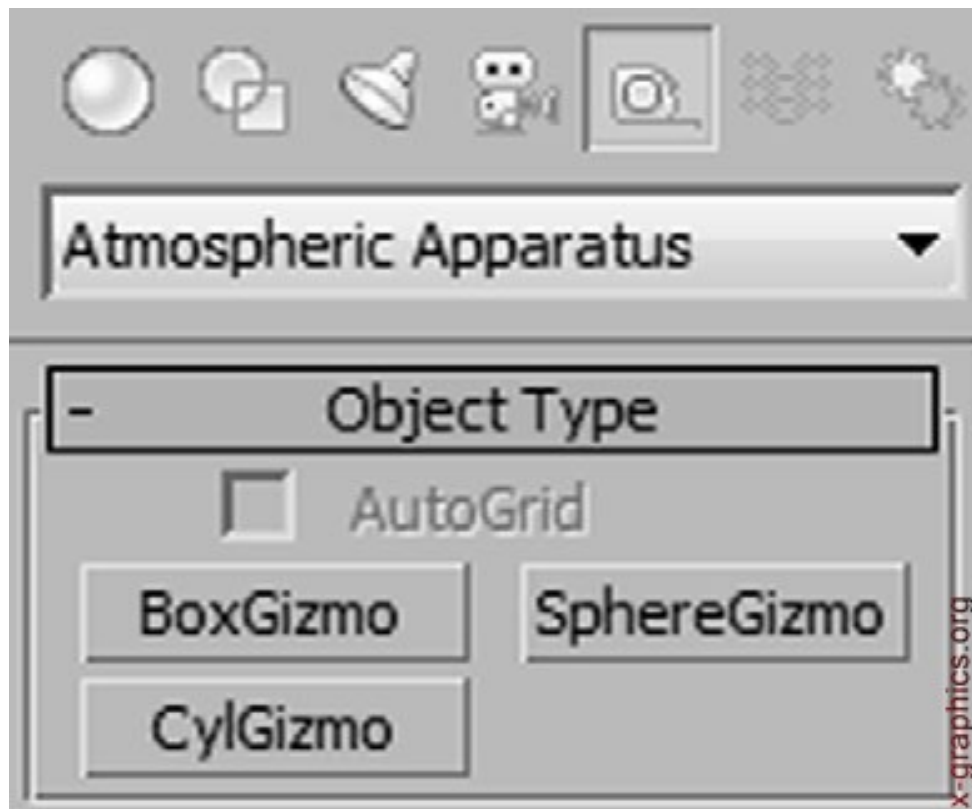 Atmospheric Apparatus
- Object Type
AutoGrid
BoxGizmo SphereGizmo
CylGizmo
x-graphics.org